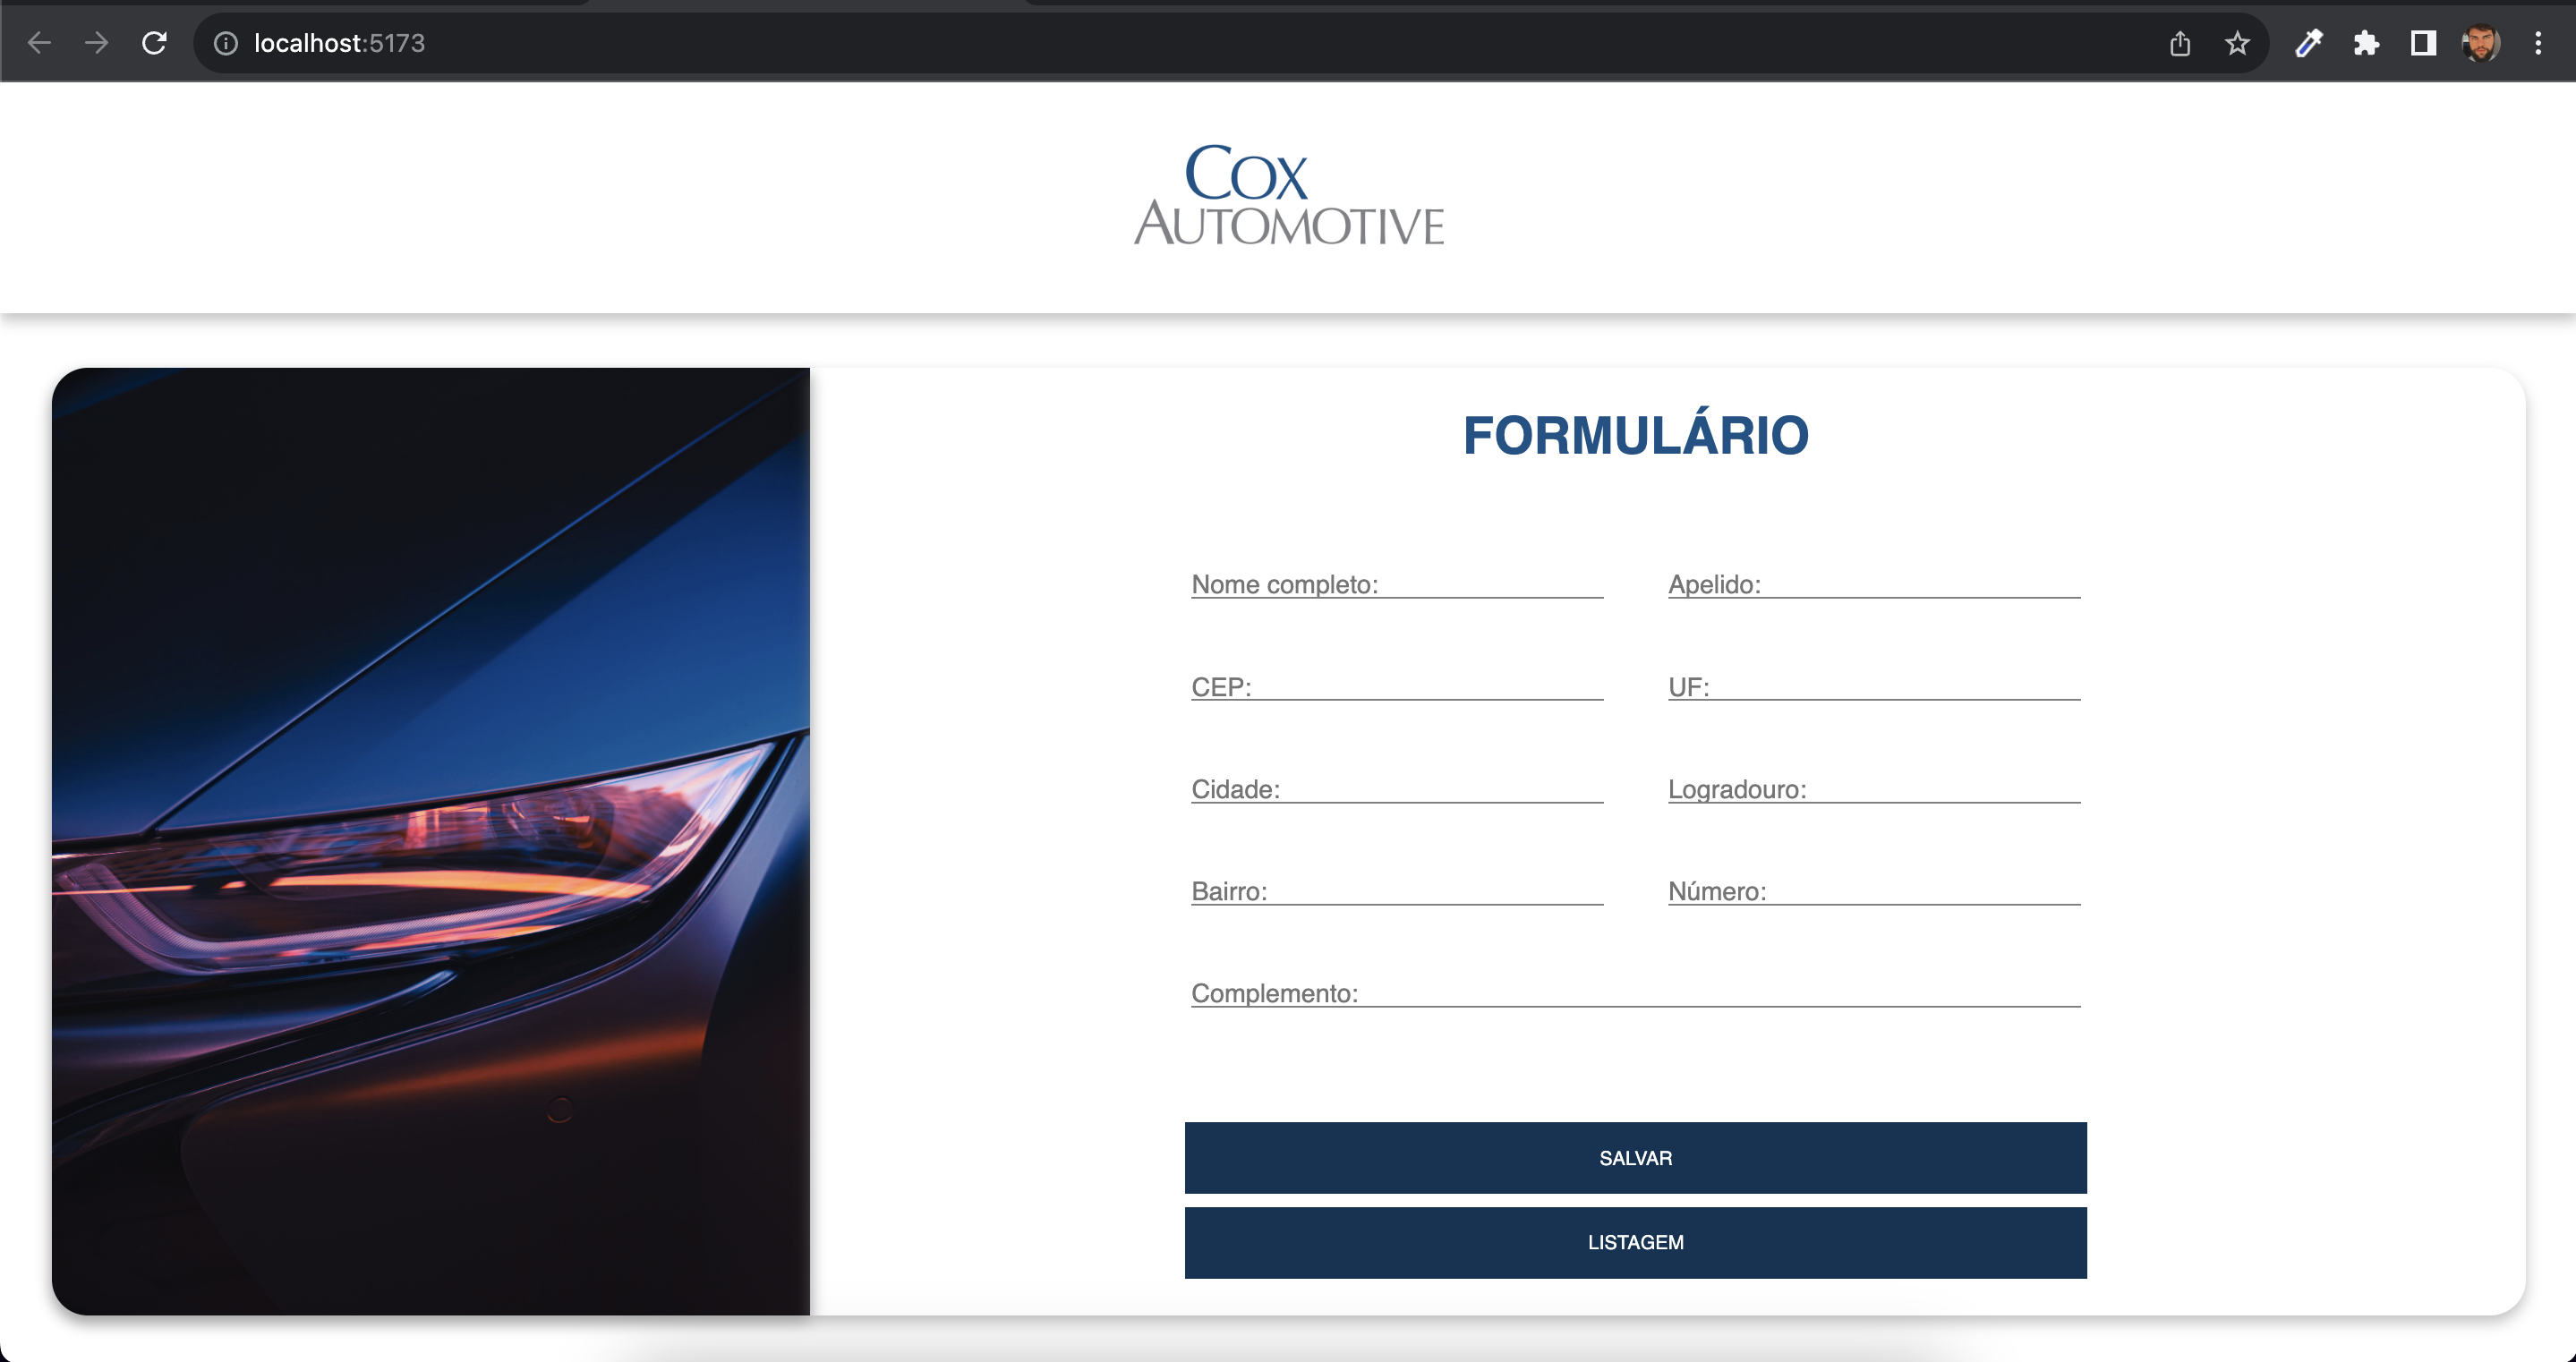 localhost:5173
COX
AUTOMOTIVE
FORMULÁRIO
Nome completo: Apelido:
CEP: UF:
Cidade: Logradouro:
Bairro: Número:
Complemento:
SALVAR
LISTAGEM